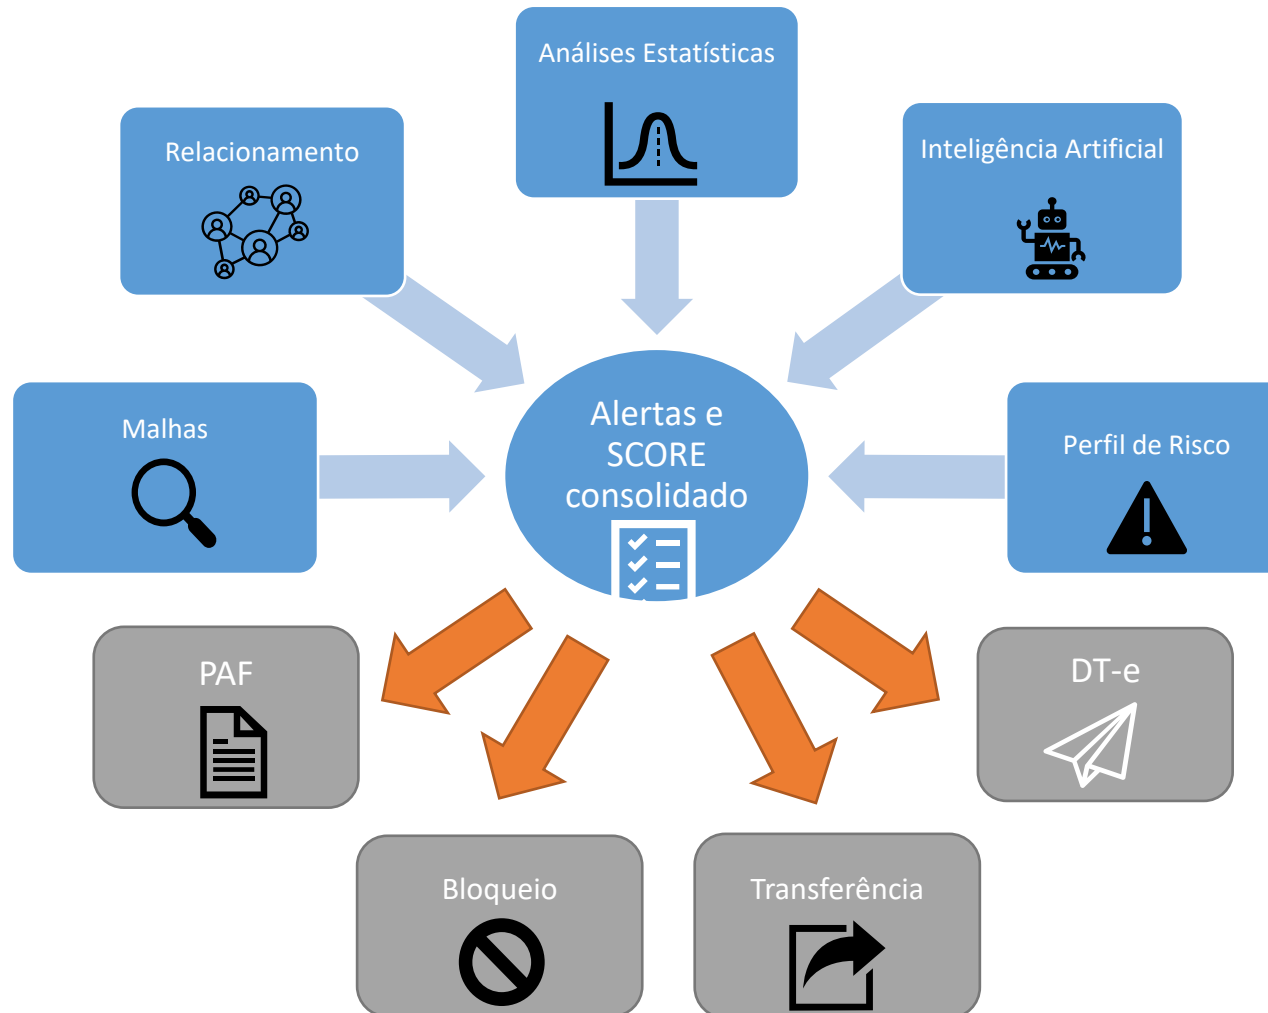 Análises Estatísticas
Relacionamento
Inteligência Artificial
Malhas
Alertas e
SCORE
consolidado
Perfil de Risco
PAF
DT-e
Bloqueio
Transferência